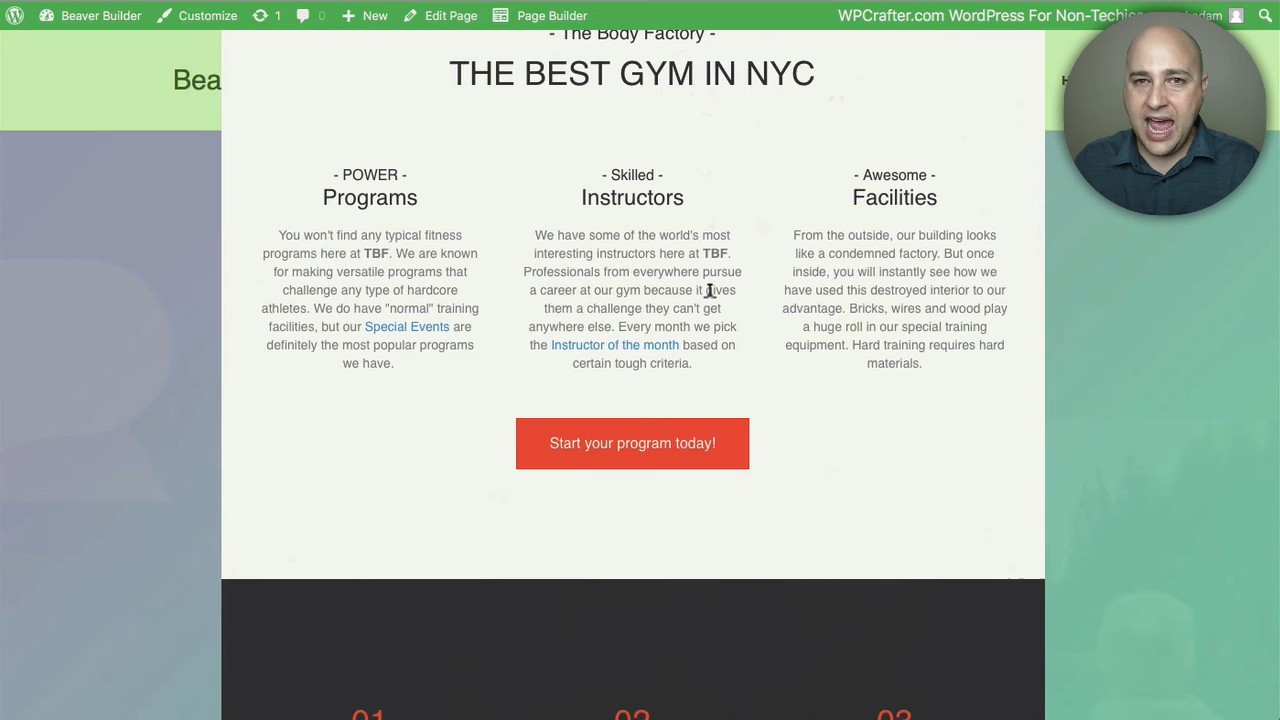 Beaver Builder Customize 1 0 New Edit Page Page Builder WPCrafter.com WordPress For Non-Techies
- The Body Factory -
Bea
THE BEST GYM IN NYC
- POWER -
Programs
You won't find any typical fitness
programs here at TBF. We are known
for making versatile programs that
challenge any type of hardcore
athletes. We do have "normal" training
facilities, but our Special Events are
definitely the most popular programs
we have.
- Skilled -
Instructors
We have some of the world's most
interesting instructors here at TBF.
Professionals from everywhere pursue
a career at our gym because it gives
them a challenge they can't get
anywhere else. Every month we pick
the Instructor of the month based on
certain tough criteria.
- Awesome -
Facilities
From the outside, our building looks
like a condemned factory. But once
inside, you will instantly see how we
have used this destroyed interior to our
advantage. Bricks, wires and wood play
a huge roll in our special training
equipment. Hard training requires hard
materials.
Start your program today!
01 02 03